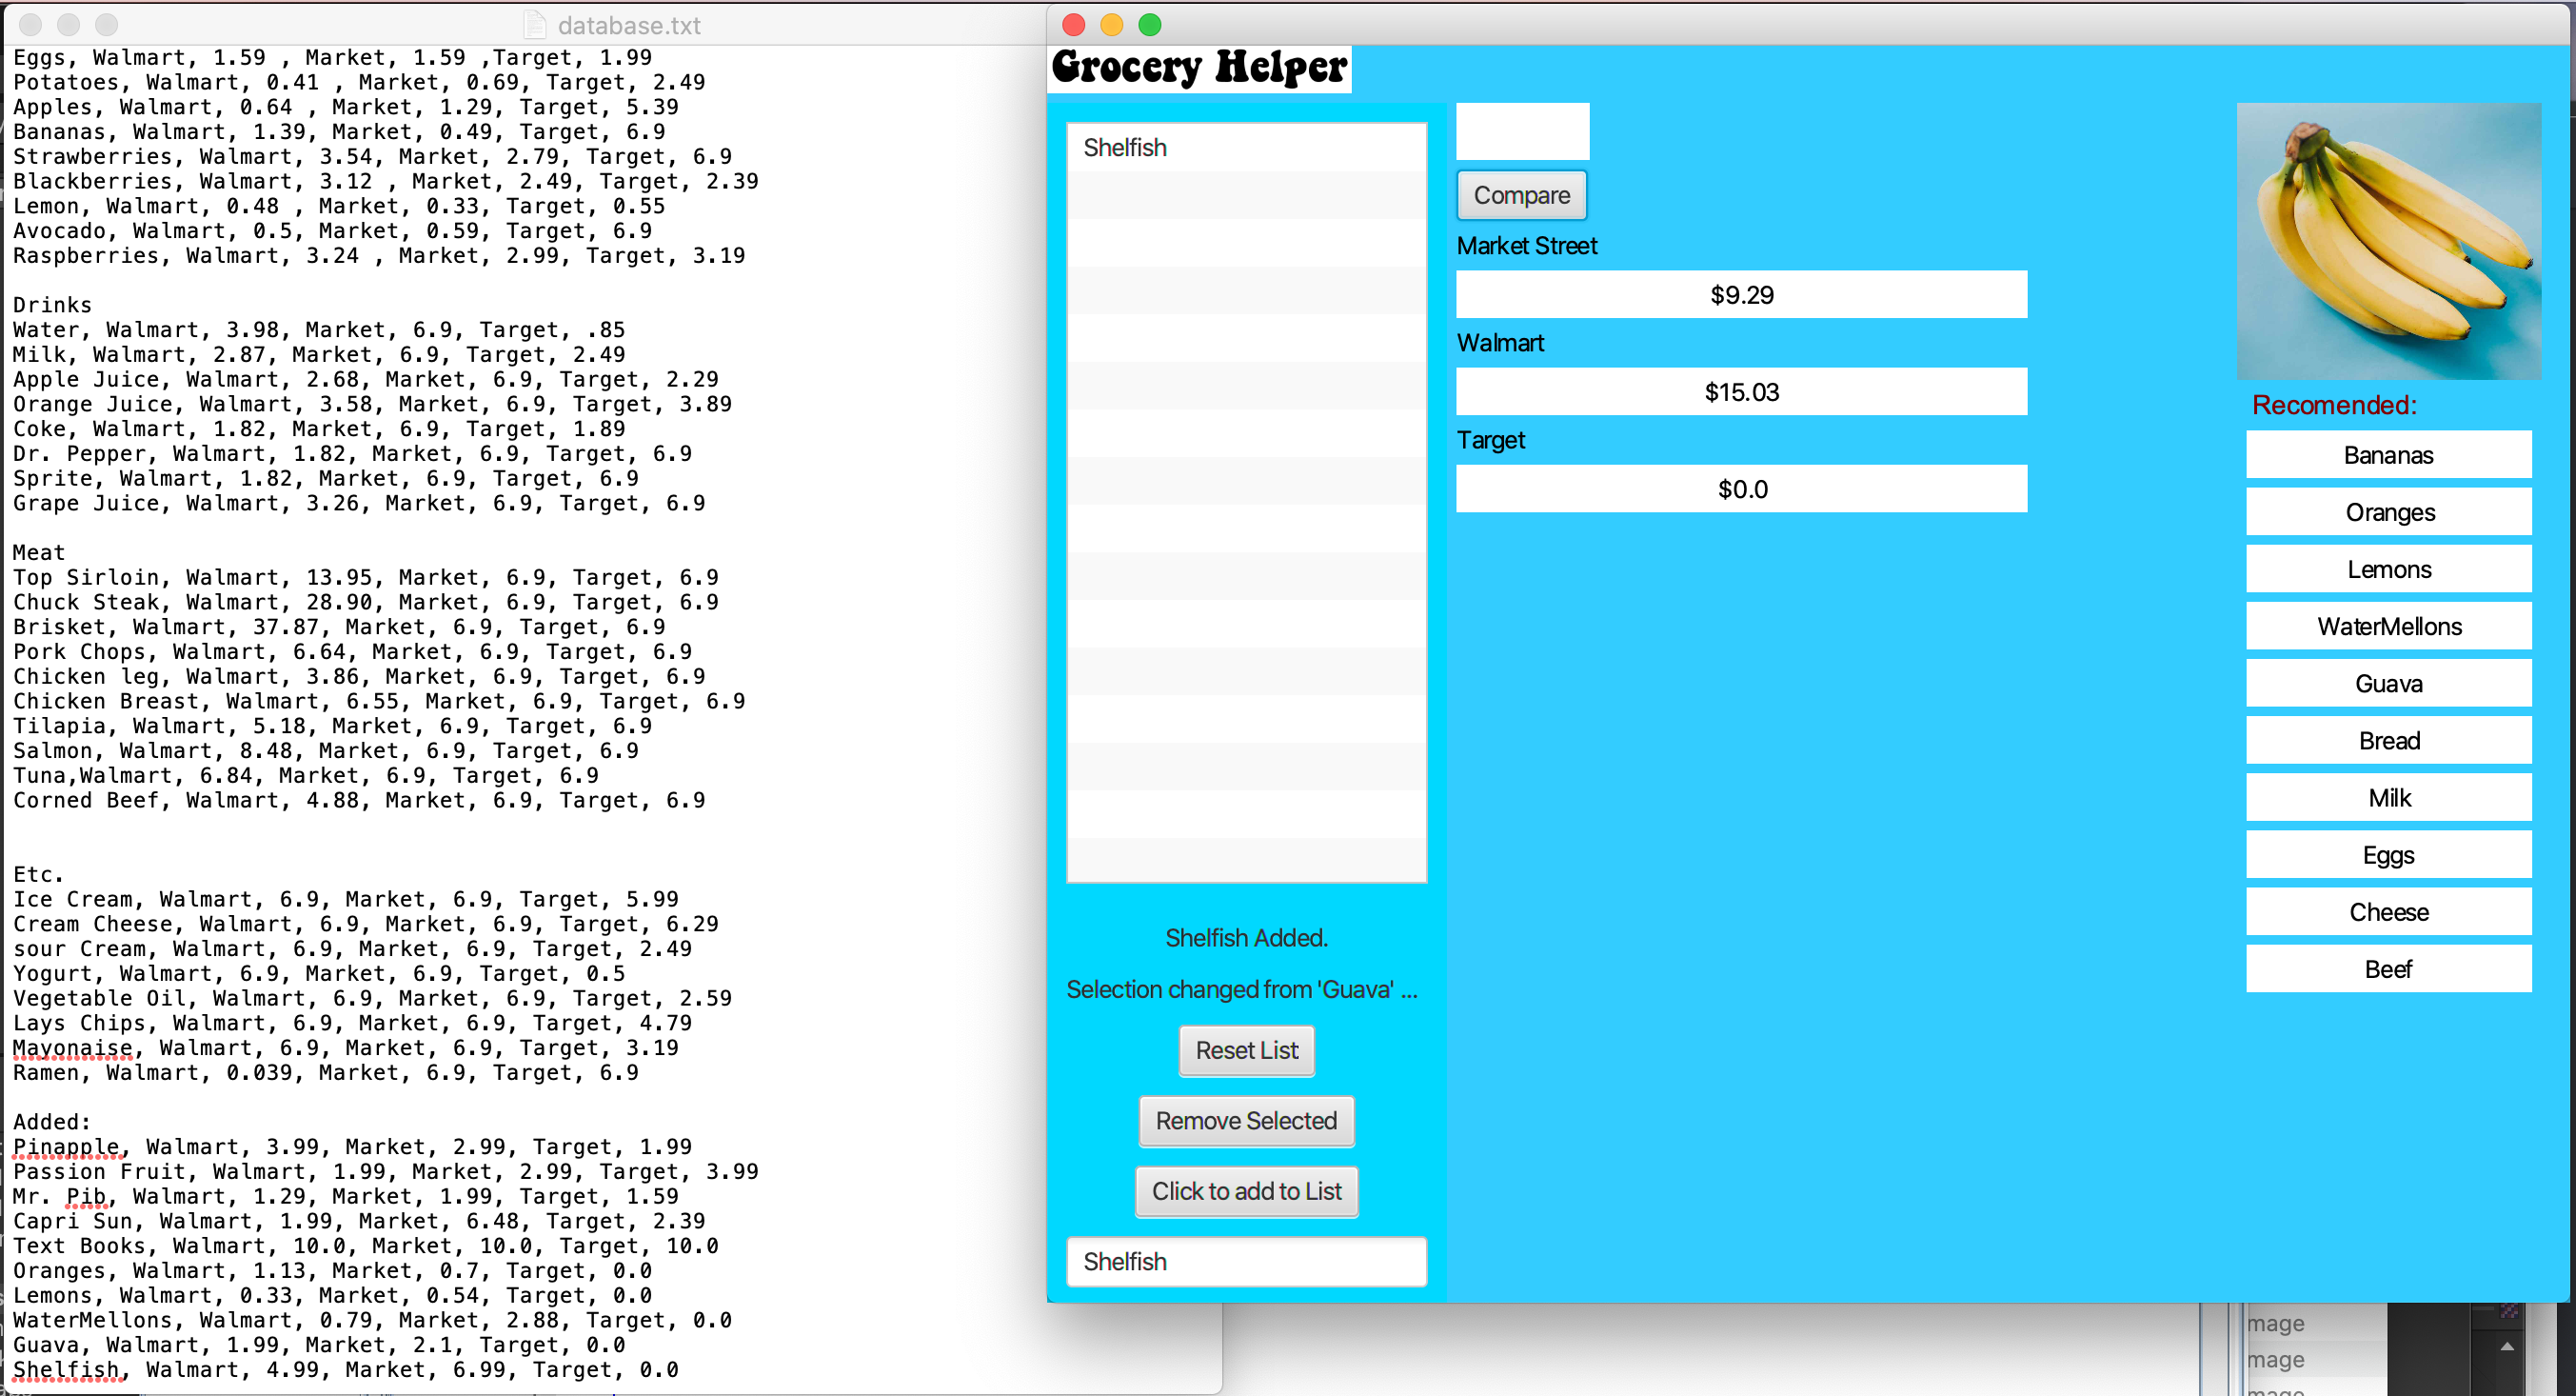 database.txt
Eggs, Walmart, 1.59 , Market, 1.59 ,Target, 1.99
Potatoes, Walmart, 0.41 , Market, 0.69, Target, 2.49
Apples, Walmart, 0.64 , Market, 1.29, Target, 5.39
Bananas, Walmart, 1.39, Market, 0.49, Target, 6.9
Strawberries, Walmart, 3.54, Market, 2.79, Target, 6.9
Blackberries, Walmart, 3.12 , Market, 2.49, Target, 2.39
Lemon, Walmart, 0.48 , Market, 0.33, Target, 0.55
Avocado, Walmart, 0.5, Market, 0.59, Target, 6.9
Raspberries, Walmart, 3.24 , Market, 2.99, Target, 3.19
Drinks
Water, Walmart, 3.98, Market, 6.9, Target, .85
Milk, Walmart, 2.87, Market, 6.9, Target, 2.49
Apple Juice, Walmart, 2.68, Market, 6.9, Target, 2.29
Orange Juice, Walmart, 3.58, Market, 6.9, Target, 3.89
Coke, Walmart, 1.82, Market, 6.9, Target, 1.89
Dr. Pepper, Walmart, 1.82, Market, 6.9, Target, 6.9
Sprite, Walmart, 1.82, Market, 6.9, Target, 6.9
Grape Juice, Walmart, 3.26, Market, 6.9, Target, 6.9
Meat
Top Sirloin, Walmart, 13.95, Market, 6.9, Target, 6.9
Chuck Steak, Walmart, 28.90, Market, 6.9, Target, 6.9
Brisket, Walmart, 37.87, Market, 6.9, Target, 6.9
Pork Chops, Walmart, 6.64, Market, 6.9, Target, 6.9
Chicken leg, Walmart, 3.86, Market, 6.9, Target, 6.9
Chicken Breast, Walmart, 6.55, Market, 6.9, Target, 6.9
Tilapia, Walmart, 5.18, Market, 6.9, Target, 6.9
Salmon, Walmart, 8.48, Market, 6.9, Target, 6.9
Tuna,Walmart, 6.84, Market, 6.9, Target, 6.9
Corned Beef, Walmart, 4.88, Market, 6.9, Target, 6.9
Etc.
Ice Cream, Walmart, 6.9, Market, 6.9, Target, 5.99
Cream Cheese, Walmart, 6.9, Market, 6.9, Target, 6.29
sour Cream, Walmart, 6.9, Market, 6.9, Target, 2.49
Yogurt, Walmart, 6.9, Market, 6.9, Target, 0.5
Vegetable Oil, Walmart, 6.9, Market, 6.9, Target, 2.59
Lays Chips, Walmart, 6.9, Market, 6.9, Target, 4.79
Mayonaise, Walmart, 6.9, Market, 6.9, Target, 3.19
Ramen, Walmart, 0.039, Market, 6.9, Target, 6.9
Added:
Pinapple, Walmart, 3.99, Market, 2.99, Target, 1.99
Passion Fruit, Walmart, 1.99, Market, 2.99, Target, 3.99
Mr. Pib, Walmart, 1.29, Market, 1.99, Target, 1.59
Capri Sun, Walmart, 1.99, Market, 6.48, Target, 2.39
Text Books, Walmart, 10.0, Market, 10.0, Target, 10.0
Oranges, Walmart, 1.13, Market, 0.7, Target, 0.0
Lemons, Walmart, 0.33, Market, 0.54, Target, 0.0
WaterMellons, Walmart, 0.79, Market, 2.88, Target, 0.0
Guava, Walmart, 1.99, Market, 2.1, Target, 0.0
Shelfish, Walmart, 4.99, Market, 6.99, Target, 0.0
Grocery Helper
Shelfish
Shelfish Added.
Selection changed from 'Guava' ...
Reset List
Remove Selected
Click to add to List
Shelfish
Compare
Market Street
$9.29
Walmart
$15.03
Target
$0.0
Recomended:
Bananas
Oranges
Lemons
WaterMellons
Guava
Bread
Milk
Eggs
Cheese
Beef
mage
mage